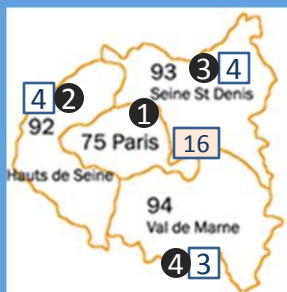 93 3 4
Seine St Denis
4 2
92
1
75 Paris 16
Hauts de Seine
94
Val de Marne
4 3